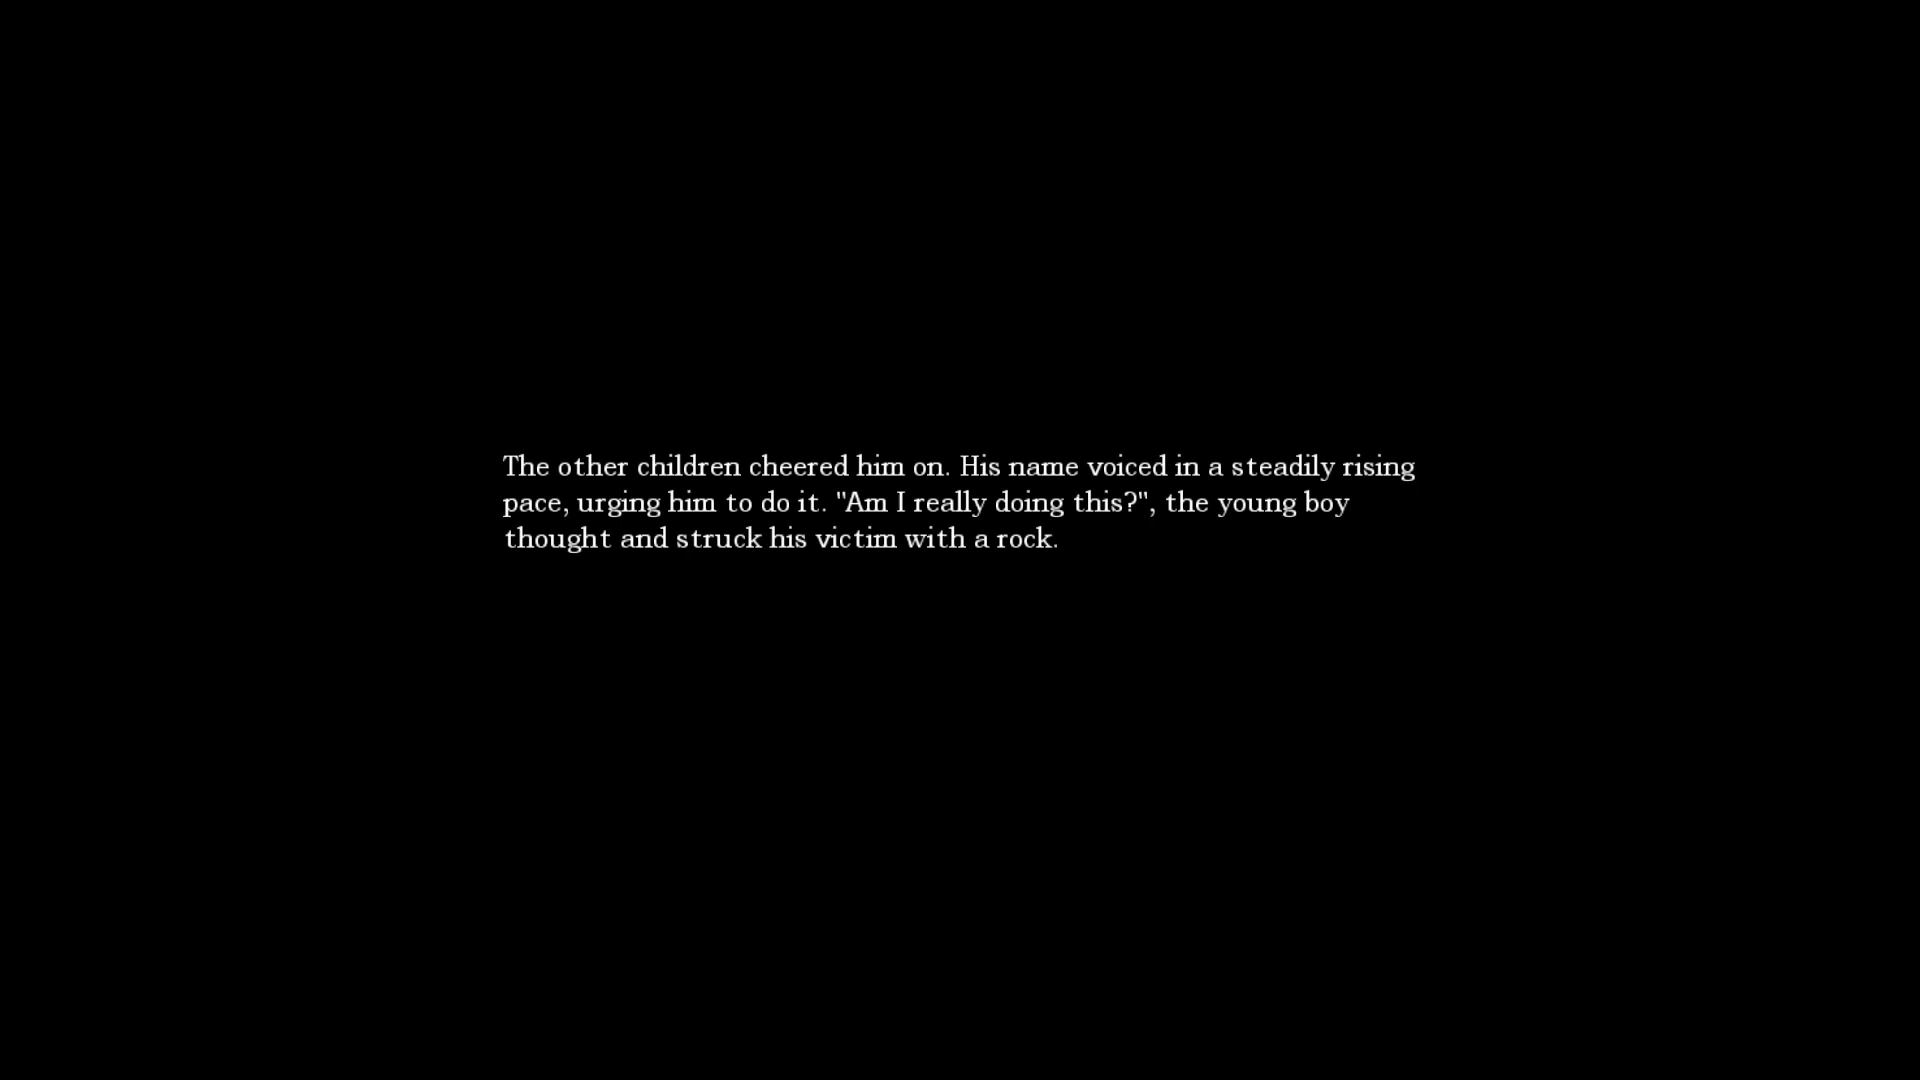 The other children cheered him on. His name voiced in a steadily rising
pace, urging him to do it. "Am I really doing this?", the young boy
thought and struck his victim with a rock.